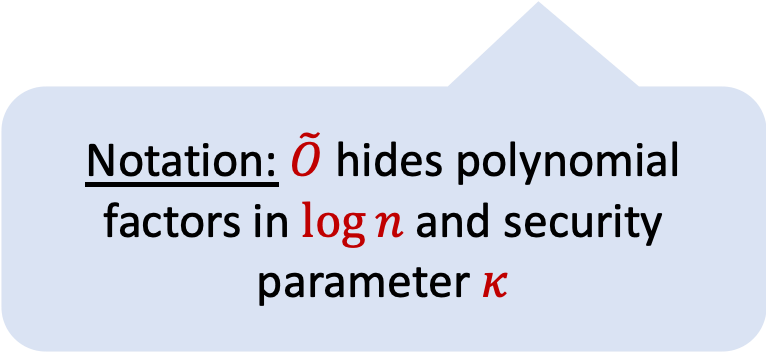 Notation: Õ hides polynomial
factors in log n and security
parameter κ